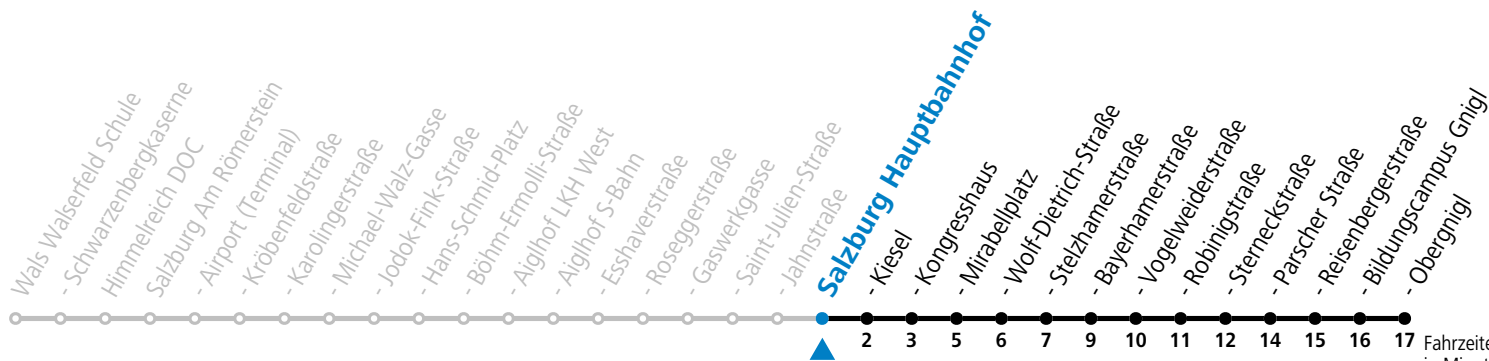 Wals Walserfeld Schule
- Schwarzenbergkaserne
Himmelreich DOC
Salzburg Am Römerstein
- Airport (Terminal)
- Kröbenfeldstraße
- Karolingerstraße
- Michael-Walz-Gasse
- Jodok-Fink-Straße
- Hans-Schmid-Platz
- Böhm-Ermolli-Straße
- Aiglhof LKH West
- Aiglhof S-Bahn
- Esshaverstraße
- Roseggerstraße
- Gaswerkgasse
- Saint-Julien-Straße
- Jahnstraße
Salzburg Hauptbahnhof
- Kiesel
- Kongresshaus
- Mirabellplatz
- Wolf-Dietrich-Straße
- Stelzhamerstraße
- Bayerhamerstraße
- Vogelweiderstraße
- Robinigstraße
- Sterneckstraße
- Parscher Straße
- Reisenbergerstraße
- Bildungscampus Gnigl
- Obergnigl
2 3 5 6 7 9 10 11 12 14 15 16 17 Fahrzeite